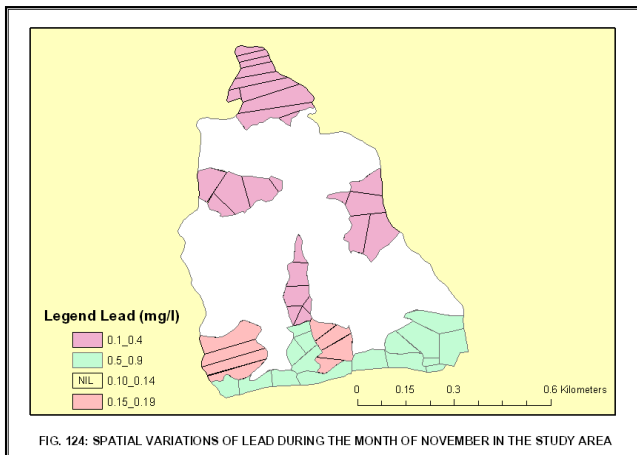 Legend Lead (mg/l)
0.1_0.4
0.5_0.9
NIL 0.10_0.14
0.15_0.19
0 0.15 0.3 0.6 Kilometers
FIG. 124: SPATIAL VARIATIONS OF LEAD DURING THE MONTH OF NOVEMBER IN THE STUDY AREA